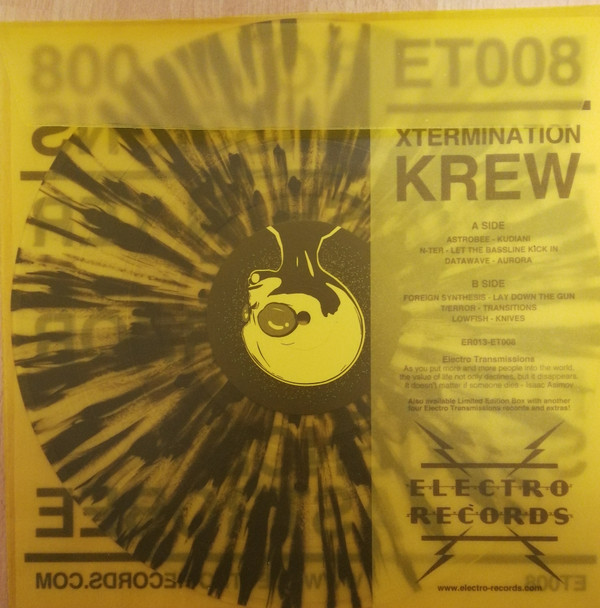 ET008
XTERMINATION
KREW
A SIDE
ASTROBEE - KUDIANI
N-TER - LET THE BASSLINE KICK IN
DATAWAVE - AURORA
B SIDE
FOREIGN SYNTHESIS - LAY DOWN THE GUN
T/ERROR - TRANSITIONS
LOWFISH - KNIVES
ER013-ET008
Electro Transmissions
As you put more and more people into the world,
the value of life not only declines, but it disappears.
It doesn't matter if someone dies - Isaac Asimov
Also available Limited Edition Box with another
four Electro Transmissions records and extras!
ELECTRO
RECORDS
www.electro-records.com